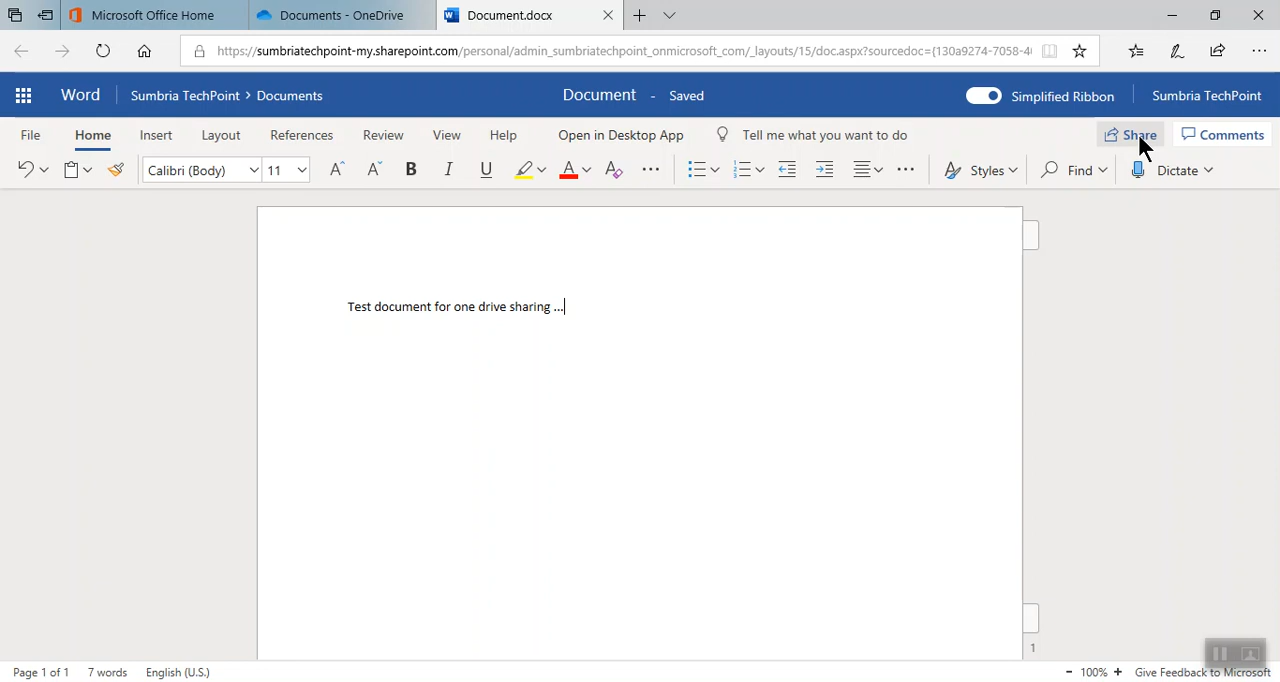 Microsoft Office Home
Documents - OneDrive
Document.docx
https://sumbriatechpoint-my.sharepoint.com/personal/admin_sumbriatechpoint_onmicrosoft_com/_layouts/15/doc.aspx?sourcedoc={130a9274-7058-4
Word
Sumbria TechPoint > Documents
Document - Saved
Simplified Ribbon
Sumbria TechPoint
File Home Insert Layout References Review View Help Open in Desktop App Tell me what you want to do Share Comments
Calibri (Body) 11 A A B I U A A Styles Find Dictate
Test document for one drive sharing ...
1
Page 1 of 1 7 words English (U.S.) - 100% + Give Feedback to Microsoft